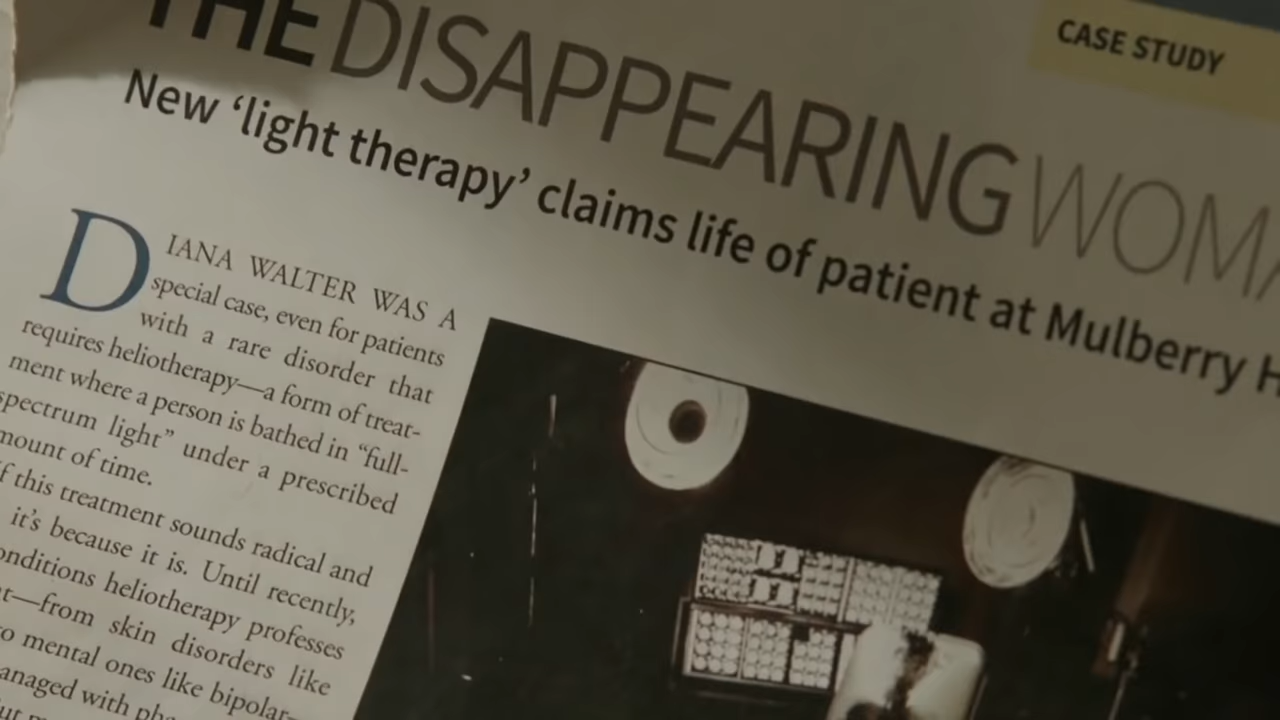 CASE STUDY
THE DISAPPEARING
New ‘light therapy’ claims life of patient at Mulberry
DIANA WALTER WAS A
special case, even for patients
with a rare disorder that
requires heliotherapy—a form of treat-
ment where a person is bathed in “full-
spectrum light” under a prescribed
mount of time.
f this treatment sounds radical and
it’s because it is. Until recently,
onditions heliotherapy professes
t—from skin disorders like
o mental ones like bipolar
anaged with